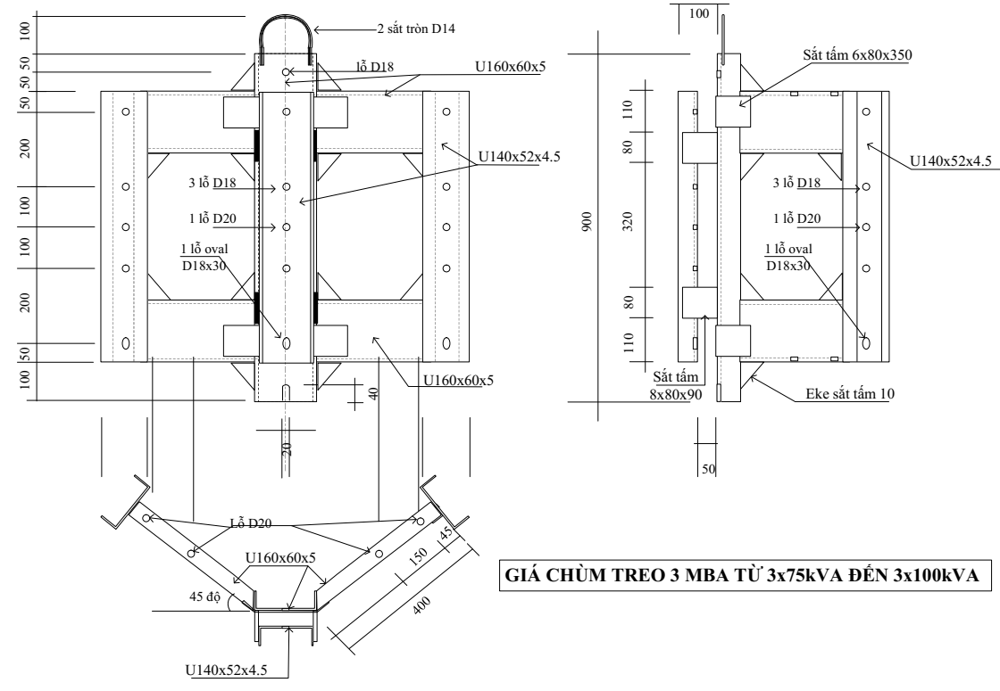 100
50
50
50
200
100
100
200
50
100
2 sắt tròn D14
lỗ D18
U160x60x5
U140x52x4.5
3 lỗ D18
1 lỗ D20
1 lỗ oval
D18x30
U160x60x5
40
20
100
Sắt tấm 6x80x350
110
80
320
80
110
900
U140x52x4.5
3 lỗ D18
1 lỗ D20
1 lỗ oval
D18x30
Sắt tấm
8x80x90
Eke sắt tấm 10
50
Lỗ D20
U160x60x5
45 độ
45
150
400
U140x52x4.5
GIÁ CHÙM TREO 3 MBA TỪ 3x75kVA ĐẾN 3x100kVA